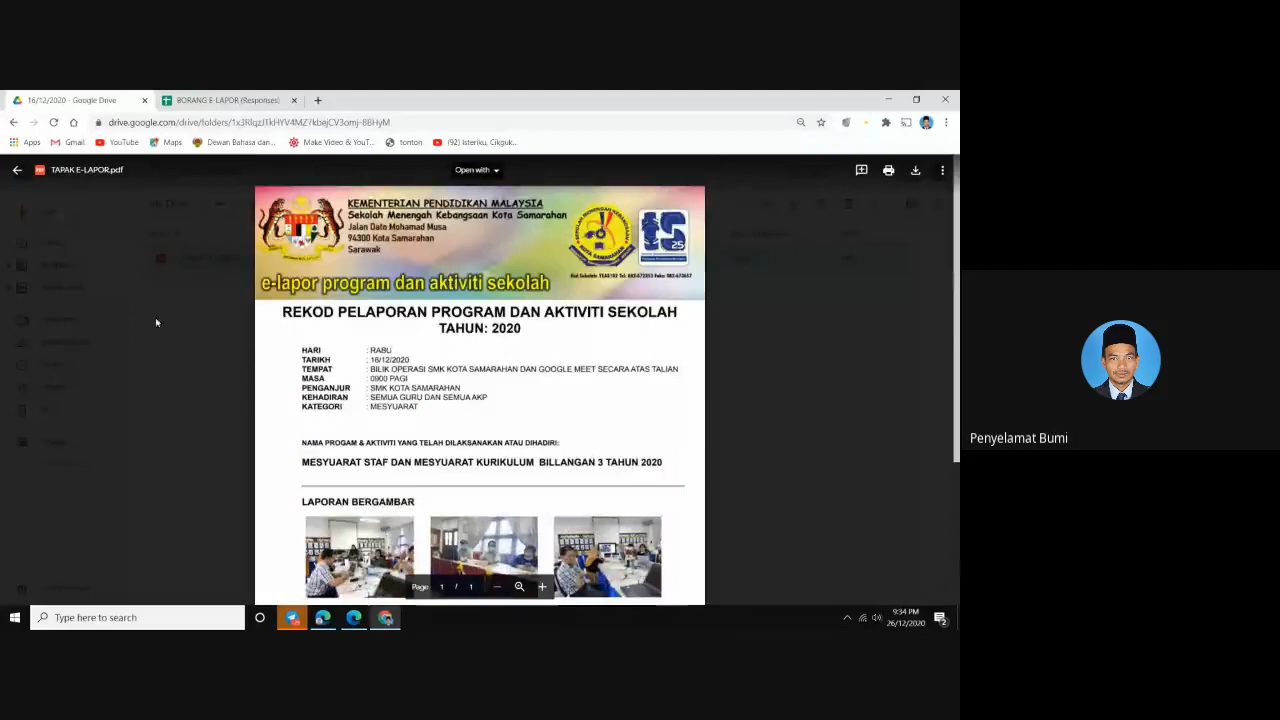 16/12/2020 - Google Drive
BORANG E-LAPOR (Responses)
drive.google.com/drive/folders/1x3RlqzJTkHYV4MZ7kbejCV3omj-8BHyM
Apps
Gmail
YouTube
Maps
Dewan Bahasa dan...
Make Video & YouT...
tonton
(92) Isteriku, Cikguk...
TAPAK E-LAPOR.pdf
Open with
KEMENTERIAN PENDIDIKAN MALAYSIA
Sekolah Menengah Kebangsaan Kota Samarahan
Jalan Dato Mohamad Musa
94300 Kota Samarahan
Sarawak
e-lapor program dan aktiviti sekolah
REKOD PELAPORAN PROGRAM DAN AKTIVITI SEKOLAH
TAHUN: 2020
HARI : RABU
TARIKH : 16/12/2020
TEMPAT : BILIK OPERASI SMK KOTA SAMARAHAN DAN GOOGLE MEET SECARA ATAS TALIAN
MASA : 0900 PAGI
PENGANJUR : SMK KOTA SAMARAHAN
KEHADIRAN : SEMUA GURU DAN SEMUA AKP
KATEGORI : MESYUARAT
NAMA PROGAM & AKTIVITI YANG TELAH DILAKSANAKAN ATAU DIHADIRI:
MESYUARAT STAF DAN MESYUARAT KURIKULUM BILLANGAN 3 TAHUN 2020
LAPORAN BERGAMBAR
Page 1 / 1
Type here to search
9:34 PM
26/12/2020
Penyelamat Bumi